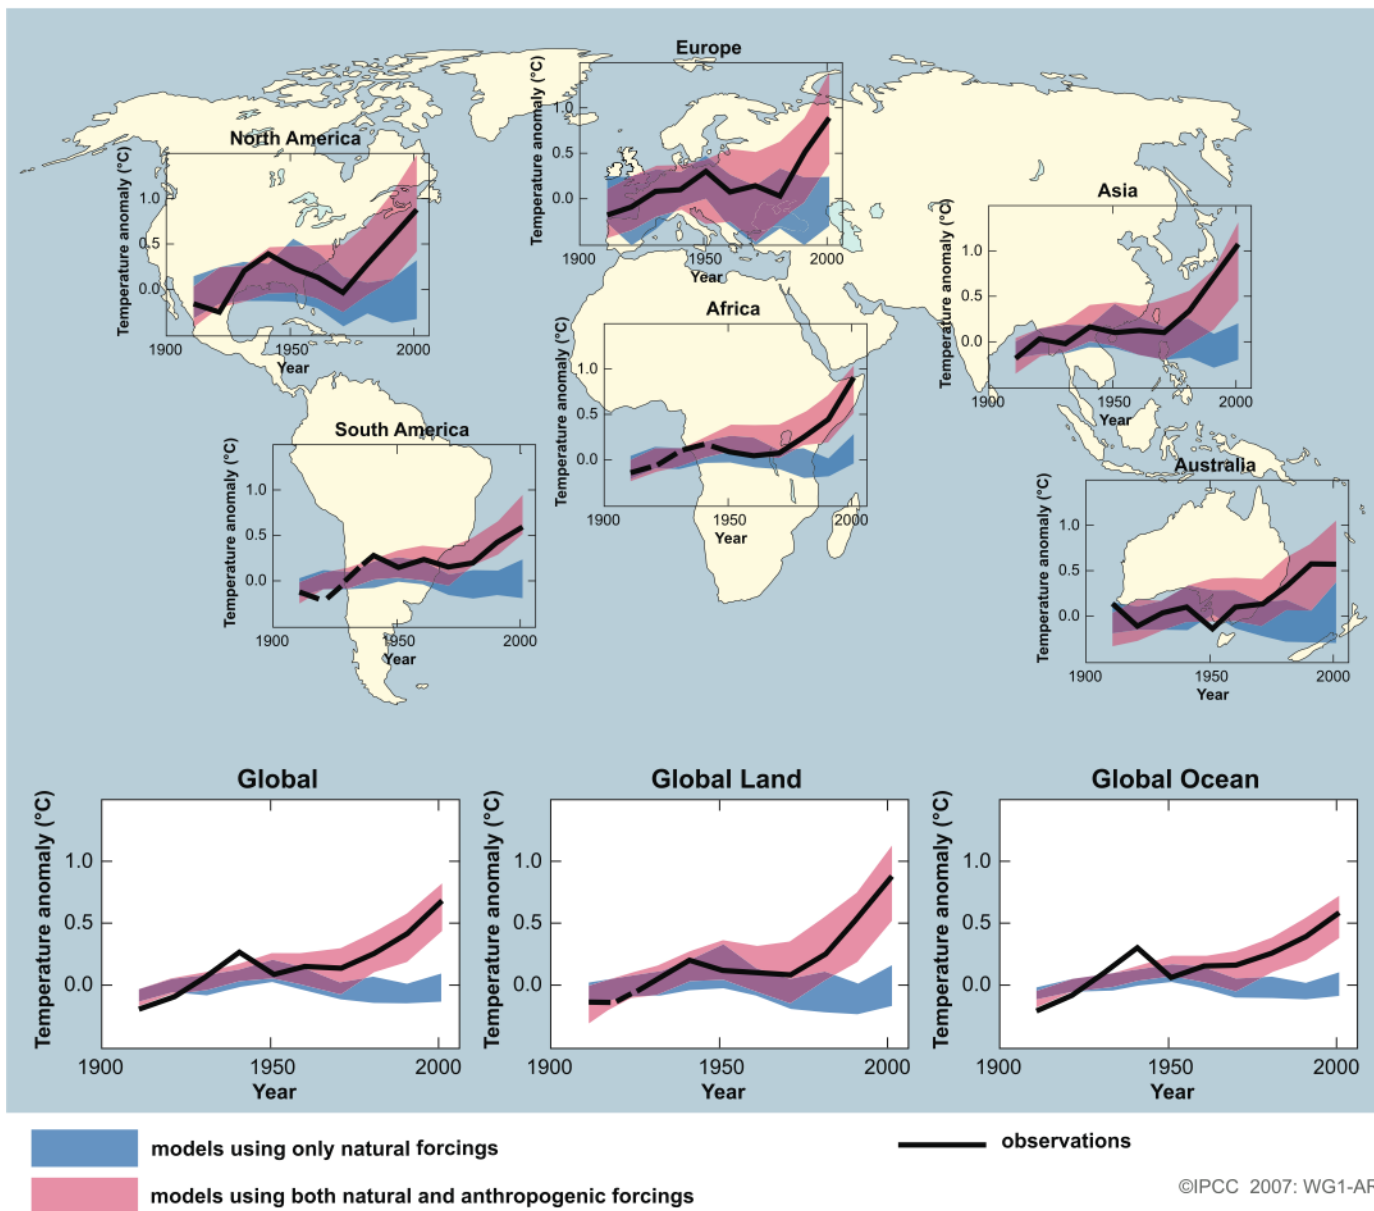 Europe
Temperature anomaly (°C)
1.0
0.5
0.0
1900
1950
2000
Year
North America
Temperature anomaly (°C)
1.0
0.5
0.0
1900
1950
2000
Year
Asia
Temperature anomaly (°C)
1.0
0.5
0.0
1900
1950
2000
Year
Africa
Temperature anomaly (°C)
1.0
0.5
0.0
1900
1950
2000
Year
South America
Temperature anomaly (°C)
1.0
0.5
0.0
1900
1950
2000
Year
Australia
Temperature anomaly (°C)
1.0
0.5
0.0
1900
1950
2000
Year
Global
Temperature anomaly (°C)
1.0
0.5
0.0
1900
1950
2000
Year
Global Land
Temperature anomaly (°C)
1.0
0.5
0.0
1900
1950
2000
Year
Global Ocean
Temperature anomaly (°C)
1.0
0.5
0.0
1900
1950
2000
Year
models using only natural forcings
observations
models using both natural and anthropogenic forcings
©IPCC 2007: WG1-AR